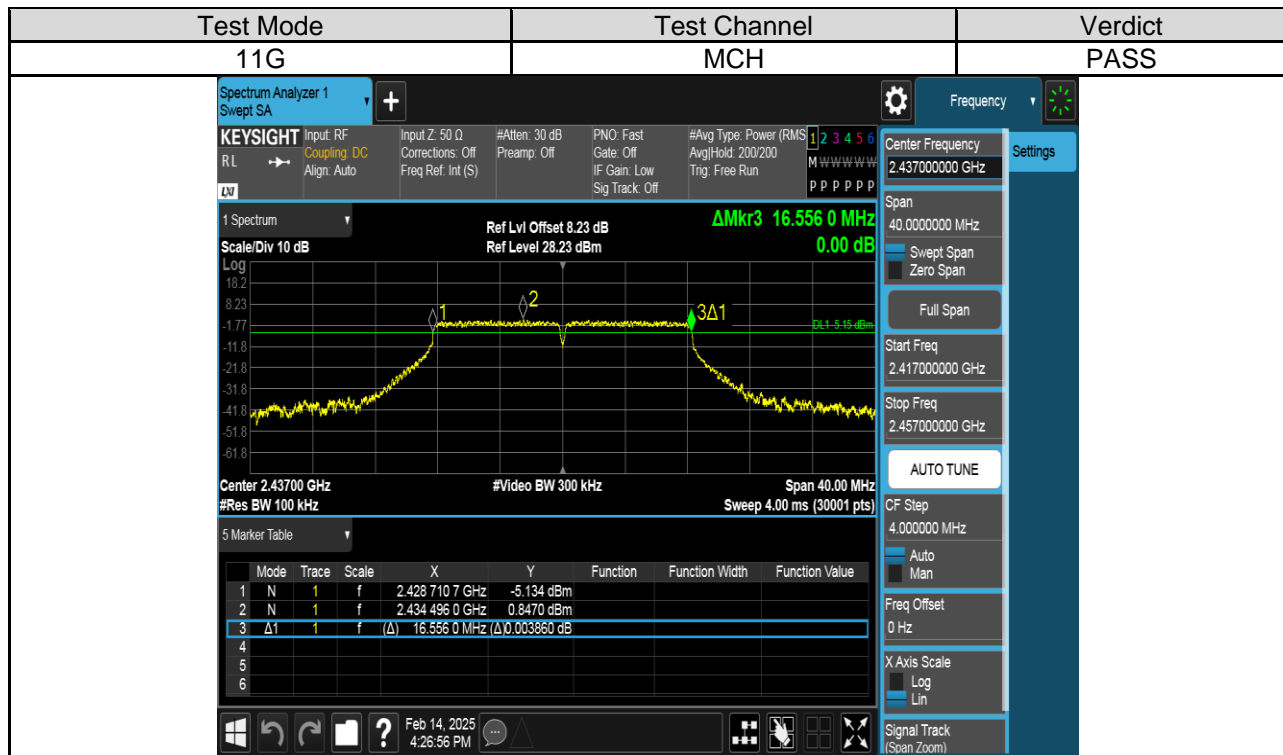 Test Mode Test Channel Verdict
11G MCH PASS
Spectrum Analyzer 1
Swept SA
+
Frequency
KEYSIGHT
RL
LXI
Input: RF
Coupling: DC
Align: Auto
Input Z: 50 Ω
Corrections: Off
Freq Ref: Int (S)
#Atten: 30 dB
Preamp: Off
PNO: Fast
Gate: Off
IF Gain: Low
Sig Track: Off
#Avg Type: Power (RMS
Avg|Hold: 200/200
Trig: Free Run
1 2 3 4 5 6
M W W W W W
P P P P P P
1 Spectrum
Scale/Div 10 dB
Ref Lvl Offset 8.23 dB
Ref Level 28.23 dBm
ΔMkr3 16.556 0 MHz
0.00 dB
Log
18.2
8.23
-1.77
-11.8
-21.8
-31.8
-41.8
-51.8
-61.8
1
2
3Δ1
DL1 -5.15 dBm
Center 2.43700 GHz
#Video BW 300 kHz
Span 40.00 MHz
#Res BW 100 kHz
Sweep 4.00 ms (30001 pts)
5 Marker Table
Mode Trace Scale X Y Function Function Width Function Value
1 N 1 f 2.428 710 7 GHz -5.134 dBm
2 N 1 f 2.434 496 0 GHz 0.8470 dBm
3 Δ1 1 f (Δ) 16.556 0 MHz (Δ)0.003860 dB
4
5
6
?
Feb 14, 2025
4:26:56 PM
Center Frequency
2.437000000 GHz
Span
40.0000000 MHz
Swept Span
Zero Span
Full Span
Start Freq
2.417000000 GHz
Stop Freq
2.457000000 GHz
AUTO TUNE
CF Step
4.000000 MHz
Auto
Man
Freq Offset
0 Hz
X Axis Scale
Log
Lin
Signal Track
(Span Zoom)
Settings